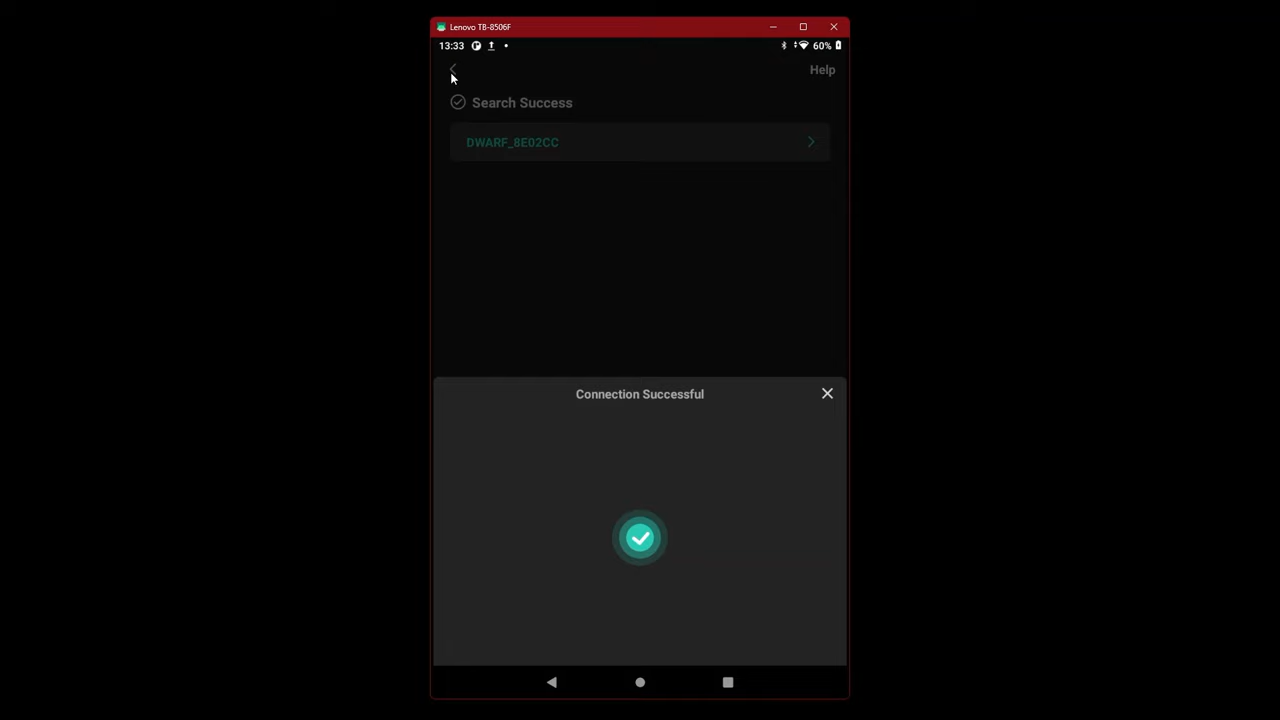 Lenovo TB-8506F
13:33 60%
Help
Search Success
DWARF_8E02CC
Connection Successful